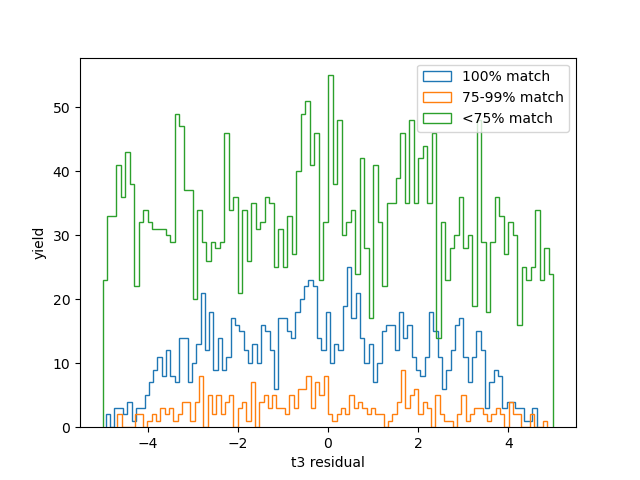 100% match
75-99% match
<75% match
50
40
30
20
10
0
yield
−4
−2
0
2
4
t3 residual